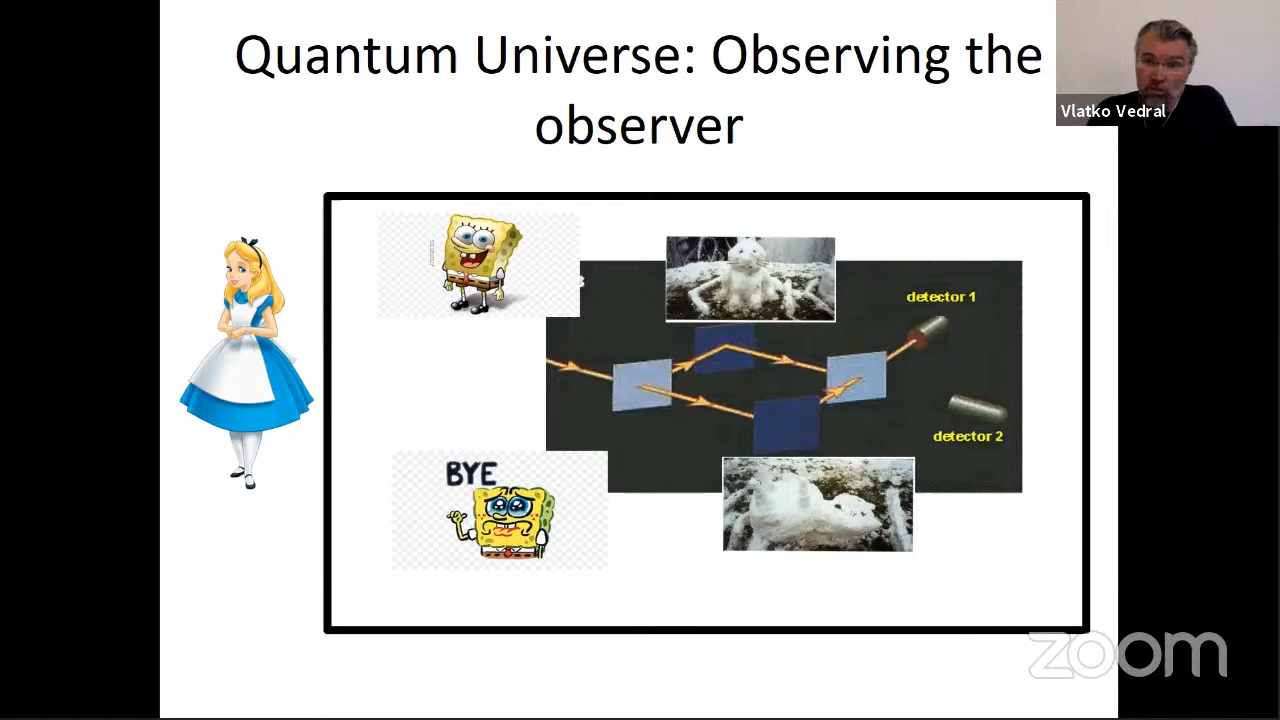 Quantum Universe: Observing the
observer
Vlatko Vedral
detector 1
detector 2
BYE
zoom